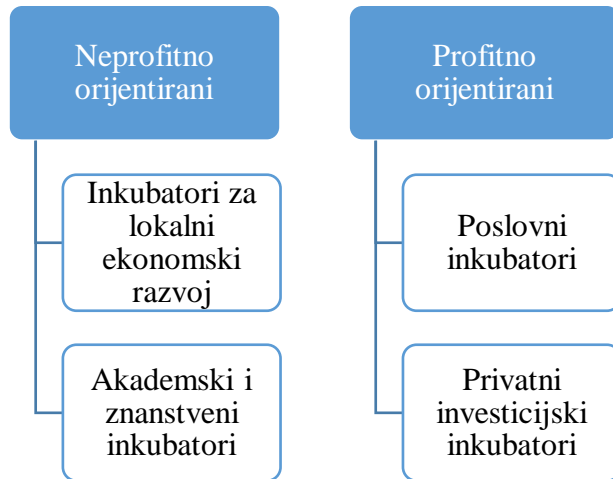 Neprofitno
orijentirani
Inkubatori za
lokalni
ekonomski
razvoj
Akademski i
znanstveni
inkubatori
Profitno
orijentirani
Poslovni
inkubatori
Privatni
investicijski
inkubatori